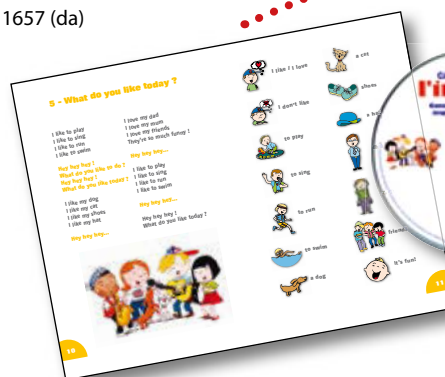 1657 (da)
5 - What do you like today ?
I like to play
I like to sing
I like to run
I like to swim
Hey hey hey !
What do you like to do ?
Hey hey hey !
What do you like today ?
I like my dog
I like my cat
I like my shoes
I like my hat
Hey hey hey...
I love my dad
I love my mum
I love my friends
They're so much funny !
Hey hey hey...
I like to play
I like to sing
I like to run
I like to swim
Hey hey hey...
Hey hey hey !
What do you like today ?
10
I like / I love
I don't like
to play
to sing
to run
to swim
a dog
a cat
shoes
a
friend
it's fun!
11
l'in